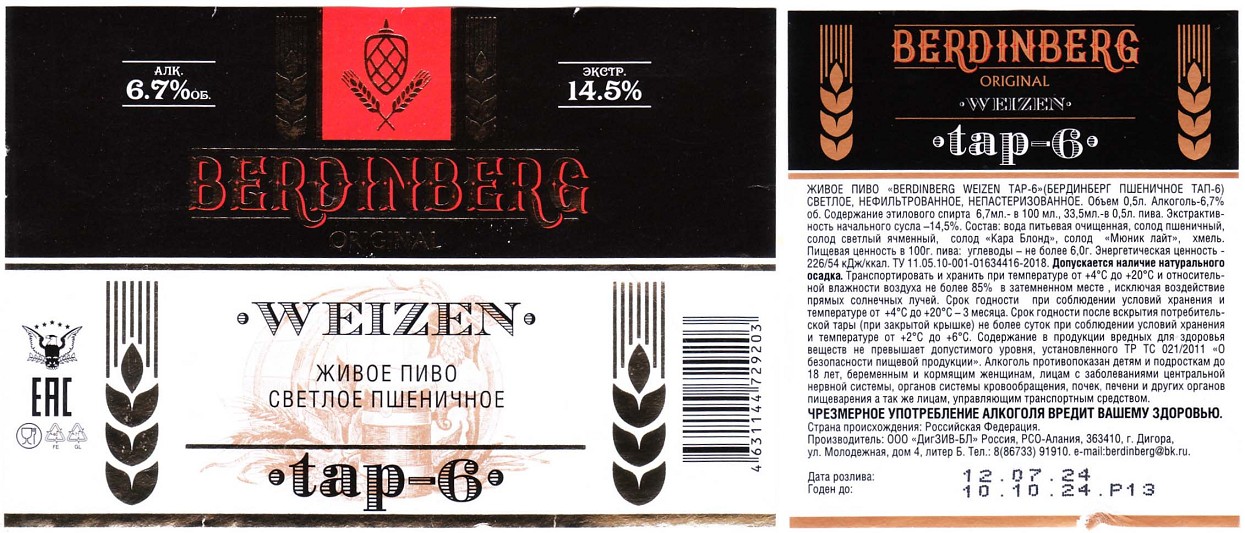 АЛК.
6.7%ОБ.
ЭКСТР.
14.5%
BERDINBERG
ORIGINAL
·WEIZEN·
ЖИВОЕ ПИВО
СВЕТЛОЕ ПШЕНИЧНОЕ
·tap-6·
EAC
FE
GL
4631144729203
BERDINBERG
ORIGINAL
·WEIZEN·
·tap-6·
ЖИВОЕ ПИВО «BERDINBERG WEIZEN TAP-6»(БЕРДИНБЕРГ ПШЕНИЧНОЕ ТАП-6)
СВЕТЛОЕ, НЕФИЛЬТРОВАННОЕ, НЕПАСТЕРИЗОВАННОЕ. Объем 0,5л. Алкоголь-6,7%
об. Содержание этилового спирта 6,7мл.- в 100 мл., 33,5мл.-в 0,5л. пива. Экстрактив-
ность начального сусла –14,5%. Состав: вода питьевая очищенная, солод пшеничный,
солод светлый ячменный, солод «Кара Блонд», солод «Мюник лайт», хмель.
Пищевая ценность в 100г. пива: углеводы – не более 6,0г. Энергетическая ценность -
226/54 кДж/ккал. ТУ 11.05.10-001-01634416-2018. Допускается наличие натурального
осадка. Транспортировать и хранить при температуре от +4°С до +20°С и относитель-
ной влажности воздуха не более 85% в затемненном месте , исключая воздействие
прямых солнечных лучей. Срок годности при соблюдении условий хранения и
температуре от +4°С до +20°С – 3 месяца. Срок годности после вскрытия потребитель-
ской тары (при закрытой крышке) не более суток при соблюдении условий хранения
и температуре от +2°С до +6°С. Содержание в продукции вредных для здоровья
веществ не превышает допустимого уровня, установленного ТР ТС 021/2011 «О
безопасности пищевой продукции». Алкоголь противопоказан детям и подросткам до
18 лет, беременным и кормящим женщинам, лицам с заболеваниями центральной
нервной системы, органов системы кровообращения, почек, печени и других органов
пищеварения а так же лицам, управляющим транспортным средством.
ЧРЕЗМЕРНОЕ УПОТРЕБЛЕНИЕ АЛКОГОЛЯ ВРЕДИТ ВАШЕМУ ЗДОРОВЬЮ.
Страна происхождения: Российская Федерация.
Производитель: ООО «ДигЗИВ-БЛ» Россия, РСО-Алания, 363410, г. Дигора,
ул. Молодежная, дом 4, литер Б. Тел.: 8(86733) 91910. e-mail:berdinberg@bk.ru.
Дата розлива: 12.07.24
Годен до: 10.10.24.P13